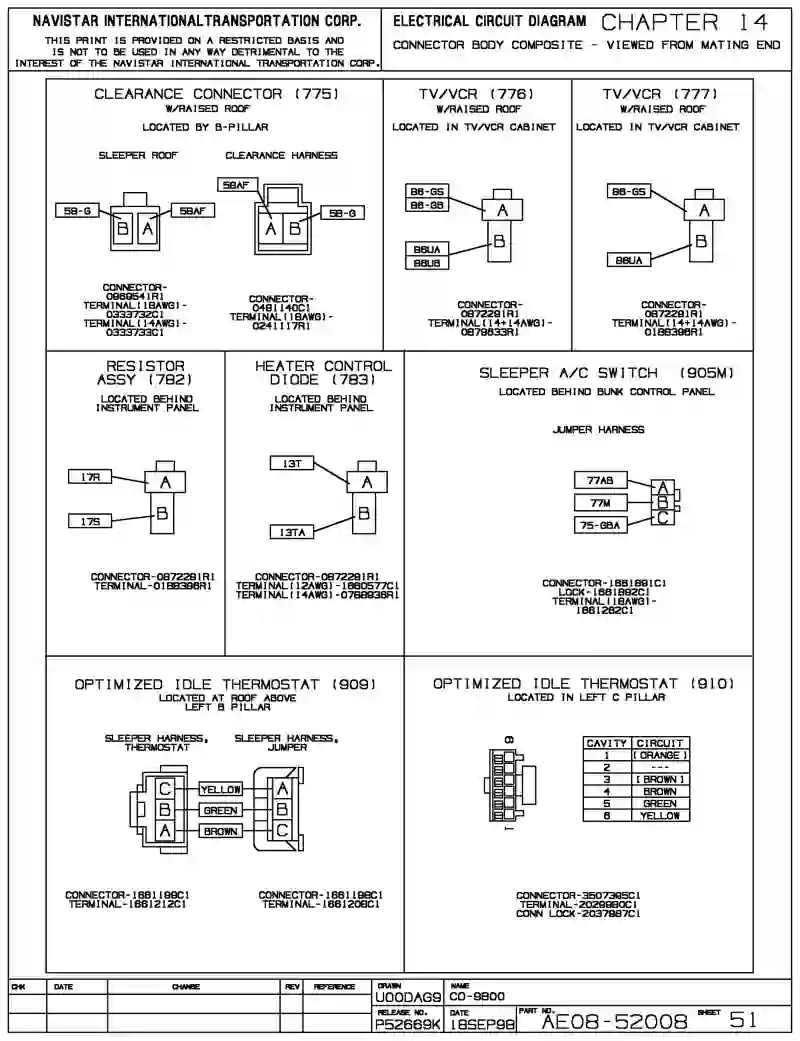 NAVISTAR INTERNATIONALTRANSPORTATION CORP.
THIS PRINT IS PROVIDED ON A RESTRICTED BASIS AND
IS NOT TO BE USED IN ANY WAY DETRIMENTAL TO THE
INTEREST OF THE NAVISTAR INTERNATIONAL TRANSPORTATION CORP.
ELECTRICAL CIRCUIT DIAGRAM CHAPTER 14
CONNECTOR BODY COMPOSITE - VIEWED FROM MATING END
CLEARANCE CONNECTOR (775)
W/RAISED ROOF
LOCATED BY B-PILLAR
SLEEPER ROOF
CLEARANCE HARNESS
58-G
58AF
B A
58AF
58-G
A B
CONNECTOR-
0969541R1
TERMINAL(18AWG)-
0333732C1
TERMINAL(14AWG)-
0333733C1
CONNECTOR-
0481140C1
TERMINAL(18AWG)-
0241117R1
TV/VCR (776)
W/RAISED ROOF
LOCATED IN TV/VCR CABINET
86-GS
86-GB
86UA
86UB
A
B
CONNECTOR-
0872291R1
TERMINAL(14+14AWG)-
0879633R1
TV/VCR (777)
W/RAISED ROOF
LOCATED IN TV/VCR CABINET
86-GS
86UA
A
B
CONNECTOR-
0872291R1
TERMINAL(14+14AWG)-
0188396R1
RESISTOR
ASSY (782)
LOCATED BEHIND
INSTRUMENT PANEL
17R
17S
A
B
CONNECTOR-0872291R1
TERMINAL-0188396R1
HEATER CONTROL
DIODE (783)
LOCATED BEHIND
INSTRUMENT PANEL
13T
13TA
A
B
CONNECTOR-0872291R1
TERMINAL(12AWG)-1660577C1
TERMINAL(14AWG)-0768936R1
SLEEPER A/C SWITCH (905M)
LOCATED BEHIND BUNK CONTROL PANEL
JUMPER HARNESS
77AB
77M
75-GBA
A
B
C
CONNECTOR-1661891C1
LOCK-1661892C1
TERMINAL(18AWG)-
1661262C1
OPTIMIZED IDLE THERMOSTAT (909)
LOCATED AT ROOF ABOVE
LEFT B PILLAR
SLEEPER HARNESS,
THERMOSTAT
SLEEPER HARNESS,
JUMPER
C YELLOW A
B GREEN B
A BROWN C
CONNECTOR-1661199C1
TERMINAL-1661212C1
CONNECTOR-1661198C1
TERMINAL-1661208C1
OPTIMIZED IDLE THERMOSTAT (910)
LOCATED IN LEFT C PILLAR
6
1
CAVITY CIRCUIT
1 (ORANGE)
2 ---
3 (BROWN)
4 BROWN
5 GREEN
6 YELLOW
CONNECTOR-3507395C1
TERMINAL-2029980C1
CONN LOCK-2037987C1
CHK DATE CHANGE REV REFERENCE
DRAWN
U00DAG9
NAME
CO-9800
RELEASE NO.
P52669K
DATE
18SEP98
PART NO.
AE08-52008
SHEET 51